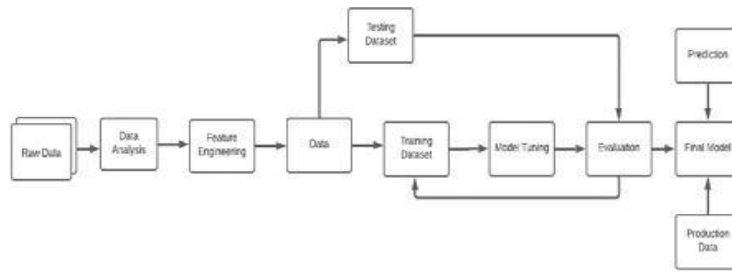 Testing
Dataset
Prediction
Raw Data
Data
Analysis
Feature
Engineering
Data
Training
Dataset
Model Tuning
Evaluation
Final Model
Production
Data